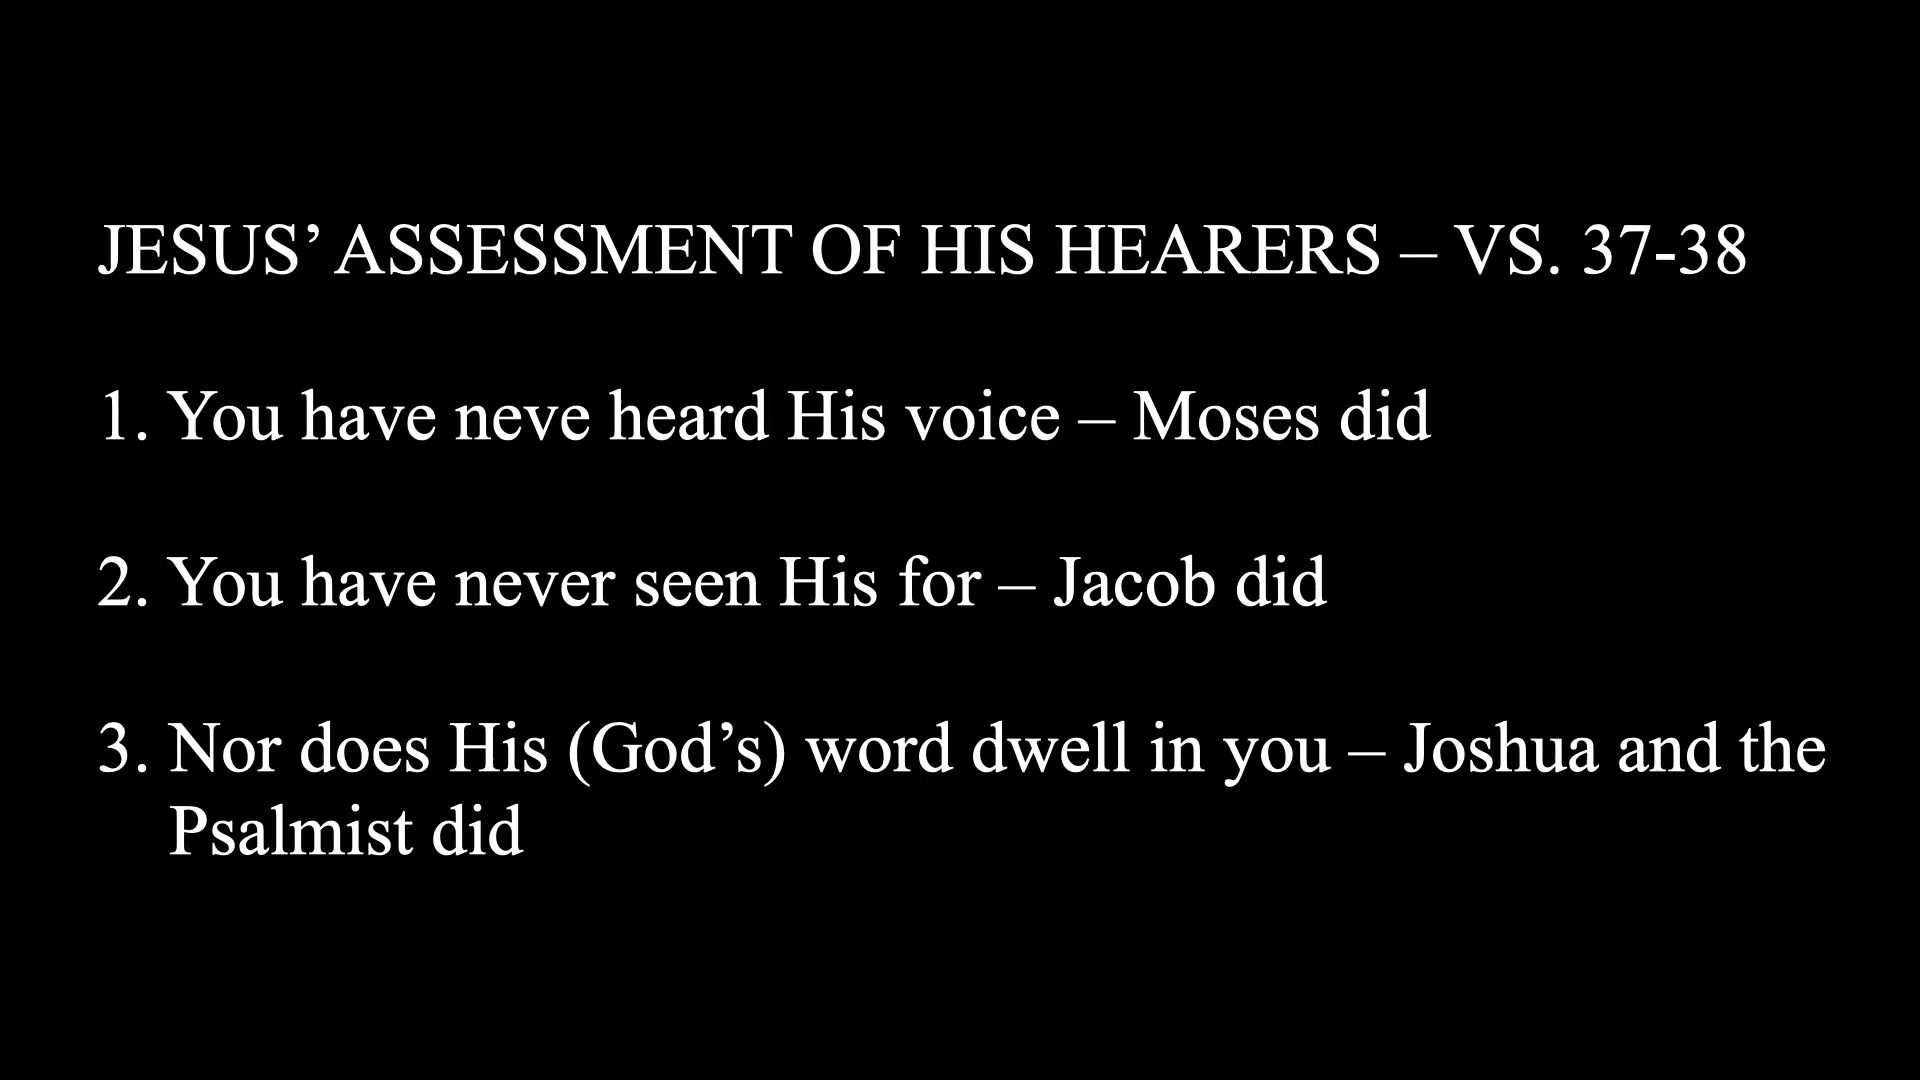 JESUS’ ASSESSMENT OF HIS HEARERS – VS. 37-38
1. You have neve heard His voice – Moses did
2. You have never seen His for – Jacob did
3. Nor does His (God’s) word dwell in you – Joshua and the
Psalmist did